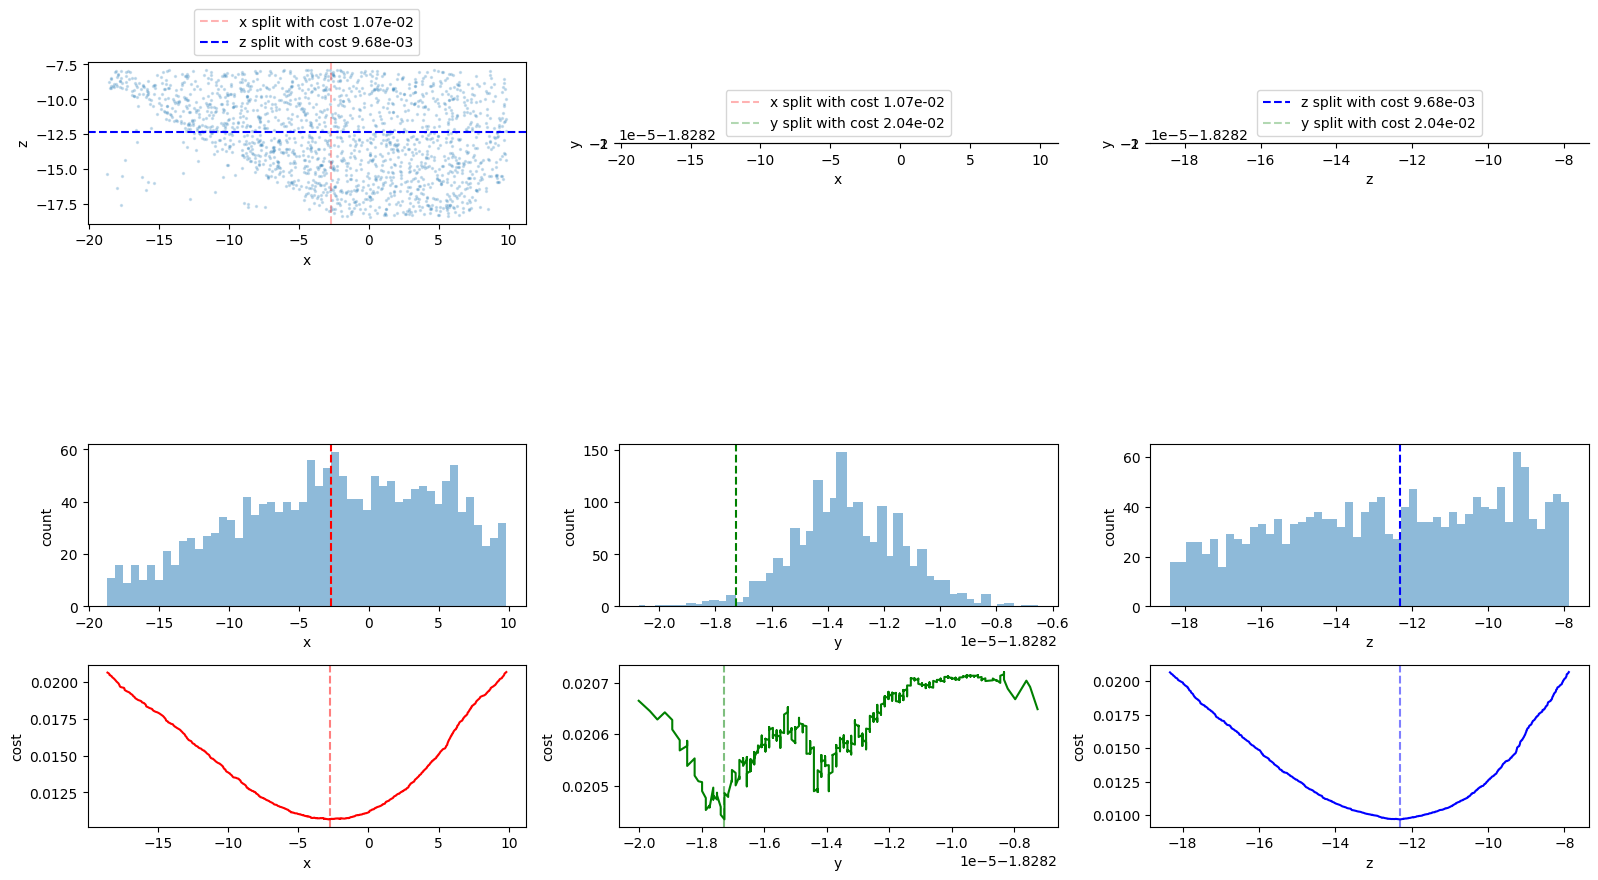 x split with cost 1.07e-02
z split with cost 9.68e-03
−7.5
−10.0
−12.5
−15.0
−17.5
z
−20 −15 −10 −5 0 5 10
x
x split with cost 1.07e-02
y split with cost 2.04e-02
1e−5−1.8282
y
−20 −15 −10 −5 0 5 10
x
z split with cost 9.68e-03
y split with cost 2.04e-02
1e−5−1.8282
y
−18 −16 −14 −12 −10 −8
z
60
40
20
0
count
−20 −15 −10 −5 0 5 10
x
150
100
50
0
count
−2.0 −1.8 −1.6 −1.4 −1.2 −1.0 −0.8 −0.6
y
1e−5−1.8282
60
40
20
0
count
−18 −16 −14 −12 −10 −8
z
0.0200
0.0175
0.0150
0.0125
cost
−15 −10 −5 0 5 10
x
0.0207
0.0206
0.0205
cost
−2.0 −1.8 −1.6 −1.4 −1.2 −1.0 −0.8
y
1e−5−1.8282
0.0200
0.0175
0.0150
0.0125
0.0100
cost
−18 −16 −14 −12 −10 −8
z